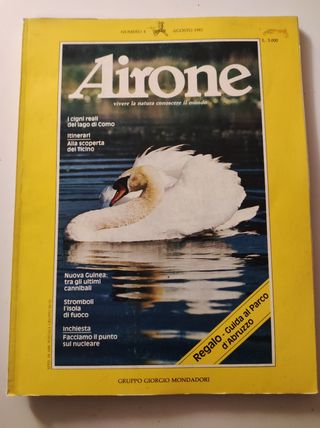 NUMERO 4 AGOSTO 1981
L. 3000
Airone
vivere la natura conoscere il mondo
I cigni reali
del lago di Como
Itinerari
Alla scoperta
del Ticino
Nuova Guinea:
tra gli ultimi
cannibali
Stromboli
l'isola
di fuoco
Inchiesta
Facciamo il punto
sul nucleare
Regalo: Guida al Parco
d'Abruzzo
GRUPPO GIORGIO MONDADORI